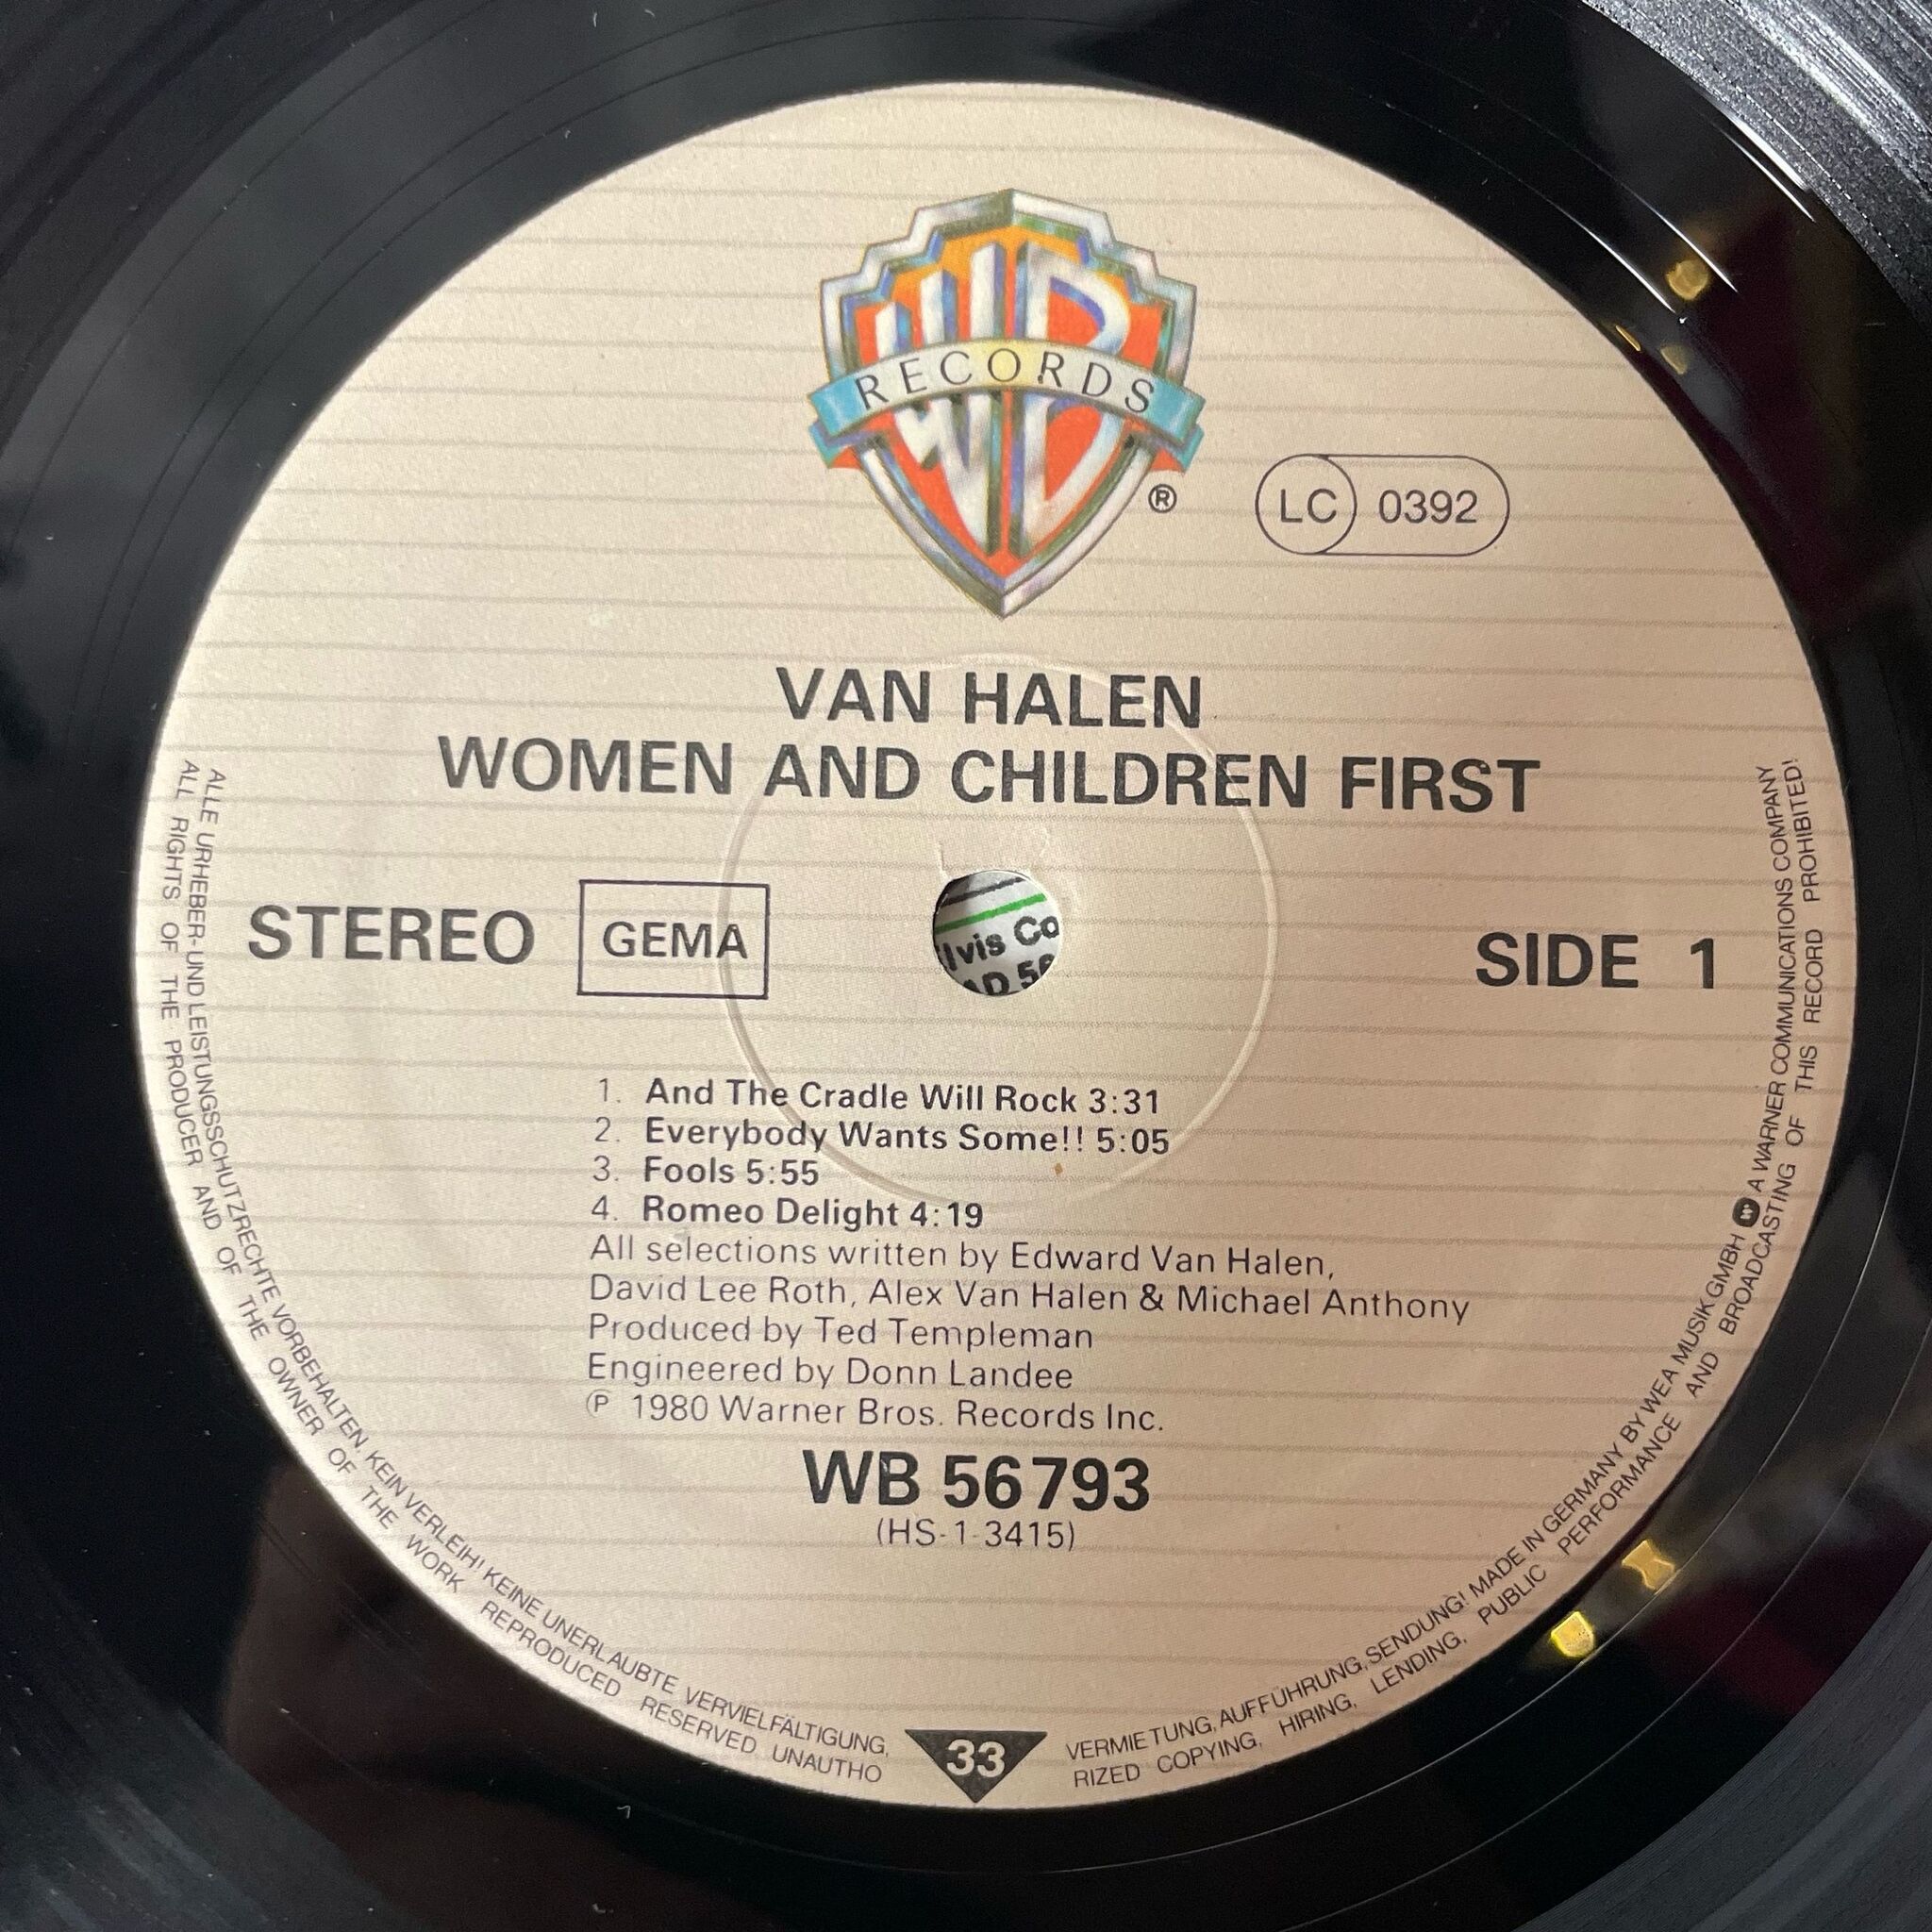 WB
RECORDS
®
LC 0392
VAN HALEN
WOMEN AND CHILDREN FIRST
STEREO
GEMA
lvis Co
SIDE 1
1. And The Cradle Will Rock 3:31
2. Everybody Wants Some!! 5:05
3. Fools 5:55
4. Romeo Delight 4:19
All selections written by Edward Van Halen,
David Lee Roth, Alex Van Halen & Michael Anthony
Produced by Ted Templeman
Engineered by Donn Landee
℗ 1980 Warner Bros. Records Inc.
WB 56793
(HS-1-3415)
33
ALLE URHEBER- UND LEISTUNGSSCHUTZRECHTE VORBEHALTEN. KEIN VERLEIH! KEINE UNERLAUBTE VERVIELFÄLTIGUNG, VERMIETUNG, AUFFÜHRUNG, SENDUNG! MADE IN GERMANY BY WEA MUSIK GMBH A WARNER COMMUNICATIONS COMPANY
ALL RIGHTS OF THE PRODUCER AND OF THE OWNER OF THE WORK REPRODUCED RESERVED UNAUTHO RIZED COPYING, HIRING, LENDING, PUBLIC PERFORMANCE AND BROADCASTING OF THIS RECORD PROHIBITED!